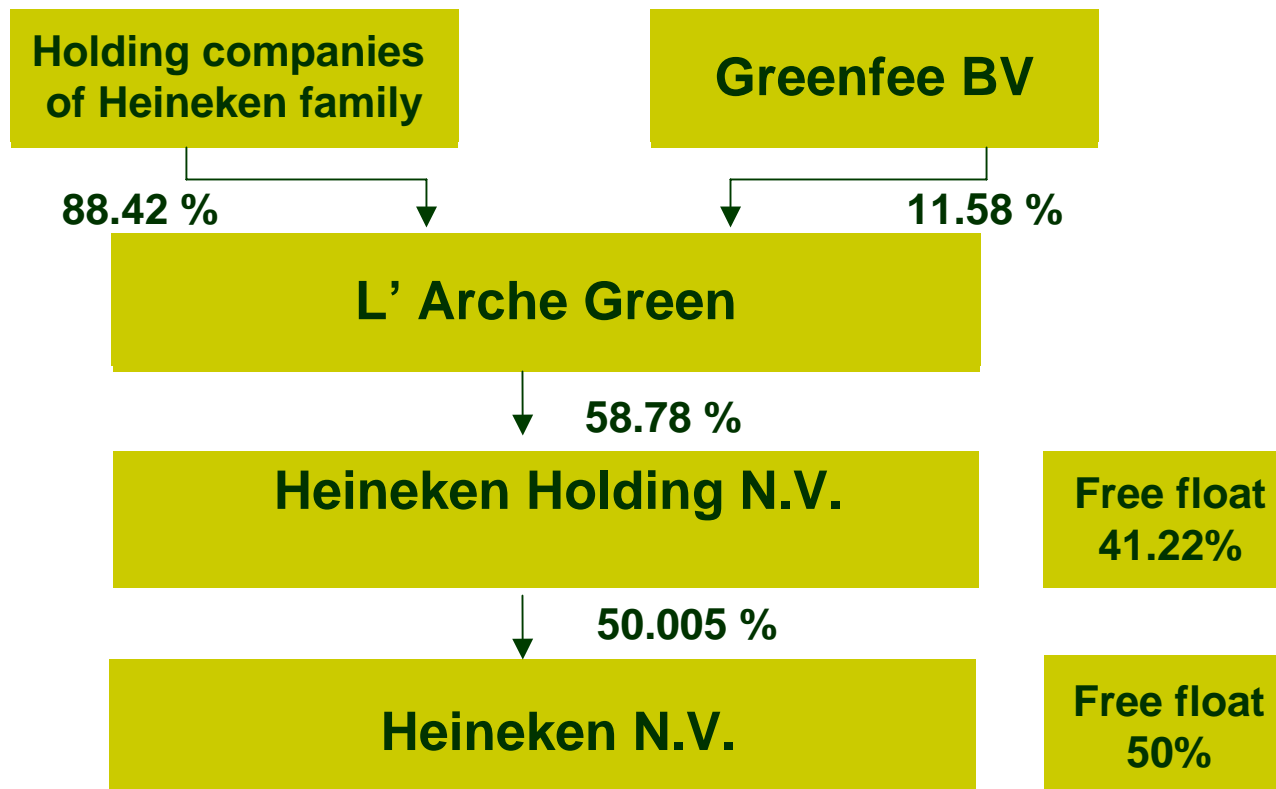 Holding companies
of Heineken family
Greenfee BV
88.42 %
11.58 %
L’ Arche Green
58.78 %
Heineken Holding N.V.
Free float
41.22%
50.005 %
Heineken N.V.
Free float
50%